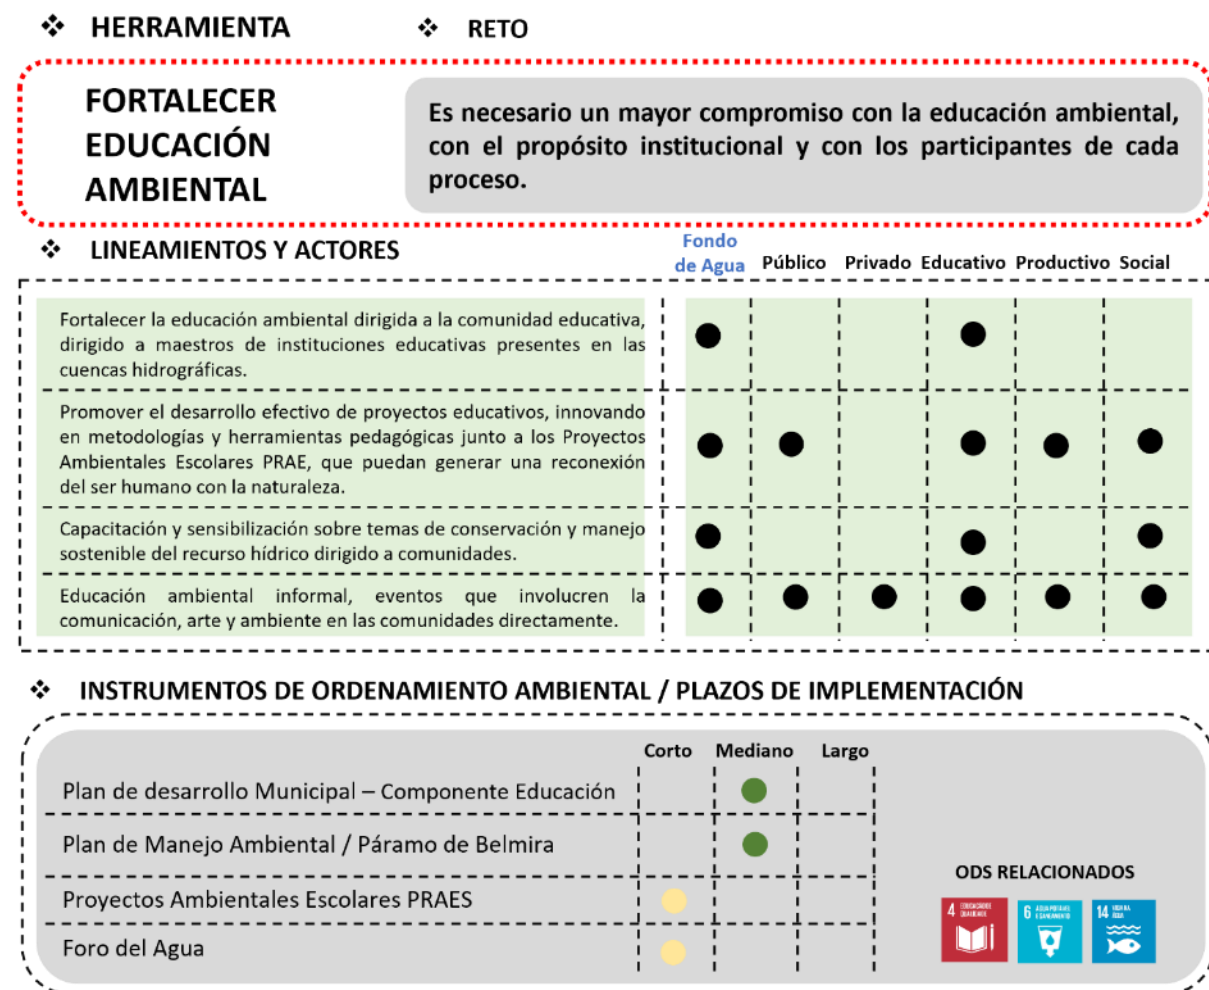 ❖ HERRAMIENTA
❖ RETO
FORTALECER
EDUCACIÓN
AMBIENTAL
Es necesario un mayor compromiso con la educación ambiental,
con el propósito institucional y con los participantes de cada
proceso.
❖ LINEAMIENTOS Y ACTORES
Fondo
de Agua Público Privado Educativo Productivo Social
Fortalecer la educación ambiental dirigida a la comunidad educativa,
dirigido a maestros de instituciones educativas presentes en las
cuencas hidrográficas.
Promover el desarrollo efectivo de proyectos educativos, innovando
en metodologías y herramientas pedagógicas junto a los Proyectos
Ambientales Escolares PRAE, que puedan generar una reconexión
del ser humano con la naturaleza.
Capacitación y sensibilización sobre temas de conservación y manejo
sostenible del recurso hídrico dirigido a comunidades.
Educación ambiental informal, eventos que involucren la
comunicación, arte y ambiente en las comunidades directamente.
❖ INSTRUMENTOS DE ORDENAMIENTO AMBIENTAL / PLAZOS DE IMPLEMENTACIÓN
Corto Mediano Largo
Plan de desarrollo Municipal – Componente Educación
Plan de Manejo Ambiental / Páramo de Belmira
Proyectos Ambientales Escolares PRAES
Foro del Agua
ODS RELACIONADOS
4
6
14